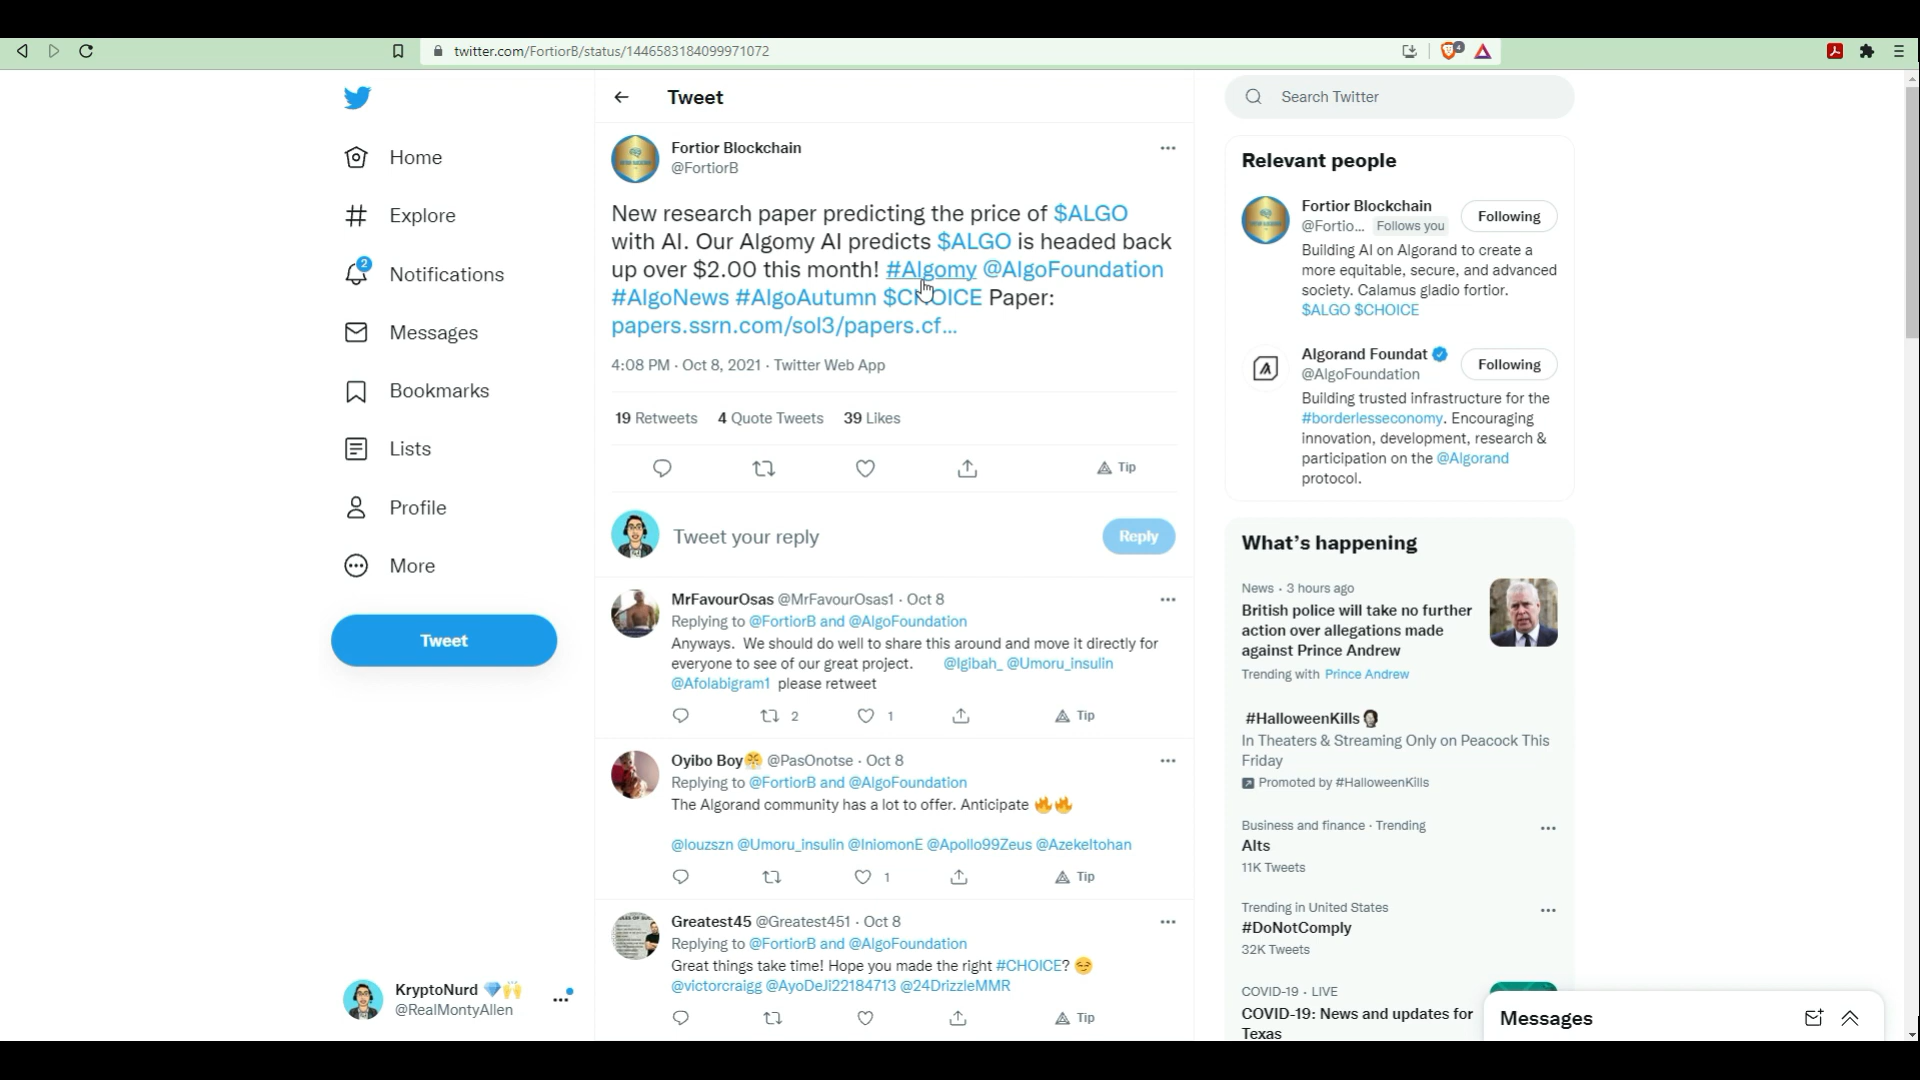 twitter.com/FortiorB/status/1446583184099971072
4
Home
Explore
2
Notifications
Messages
Bookmarks
Lists
Profile
More
Tweet
KryptoNurd 💎🙌
@RealMontyAllen
Tweet
Fortior Blockchain
@FortiorB
New research paper predicting the price of $ALGO
with AI. Our Algomy AI predicts $ALGO is headed back
up over $2.00 this month! #Algomy @AlgoFoundation
#AlgoNews #AlgoAutumn $CHOICE Paper:
papers.ssrn.com/sol3/papers.cf...
4:08 PM · Oct 8, 2021 · Twitter Web App
19 Retweets 4 Quote Tweets 39 Likes
Tip
Tweet your reply
Reply
MrFavourOsas @MrFavourOsas1 · Oct 8
Replying to @FortiorB and @AlgoFoundation
Anyways. We should do well to share this around and move it directly for
everyone to see of our great project. @Igibah_ @Umoru_insulin
@Afolabigram1 please retweet
2 1 Tip
Oyibo Boy😤 @PasOnotse · Oct 8
Replying to @FortiorB and @AlgoFoundation
The Algorand community has a lot to offer. Anticipate 🔥🔥
@louzszn @Umoru_insulin @IniomonE @Apollo99Zeus @AzekeItohan
1 Tip
Greatest45 @Greatest451 · Oct 8
Replying to @FortiorB and @AlgoFoundation
Great things take time! Hope you made the right #CHOICE? 😏
@victorcraigg @AyoDeJi22184713 @24DrizzleMMR
Tip
Search Twitter
Relevant people
Fortior Blockchain
@Fortio... Follows you
Following
Building AI on Algorand to create a
more equitable, secure, and advanced
society. Calamus gladio fortior.
$ALGO $CHOICE
Algorand Foundat
@AlgoFoundation
Following
Building trusted infrastructure for the
#borderlesseconomy. Encouraging
innovation, development, research &
participation on the @Algorand
protocol.
What's happening
News · 3 hours ago
British police will take no further
action over allegations made
against Prince Andrew
Trending with Prince Andrew
#HalloweenKills
In Theaters & Streaming Only on Peacock This
Friday
Promoted by #HalloweenKills
Business and finance · Trending
Alts
11K Tweets
Trending in United States
#DoNotComply
32K Tweets
COVID-19 · LIVE
COVID-19: News and updates for
Texas
Messages